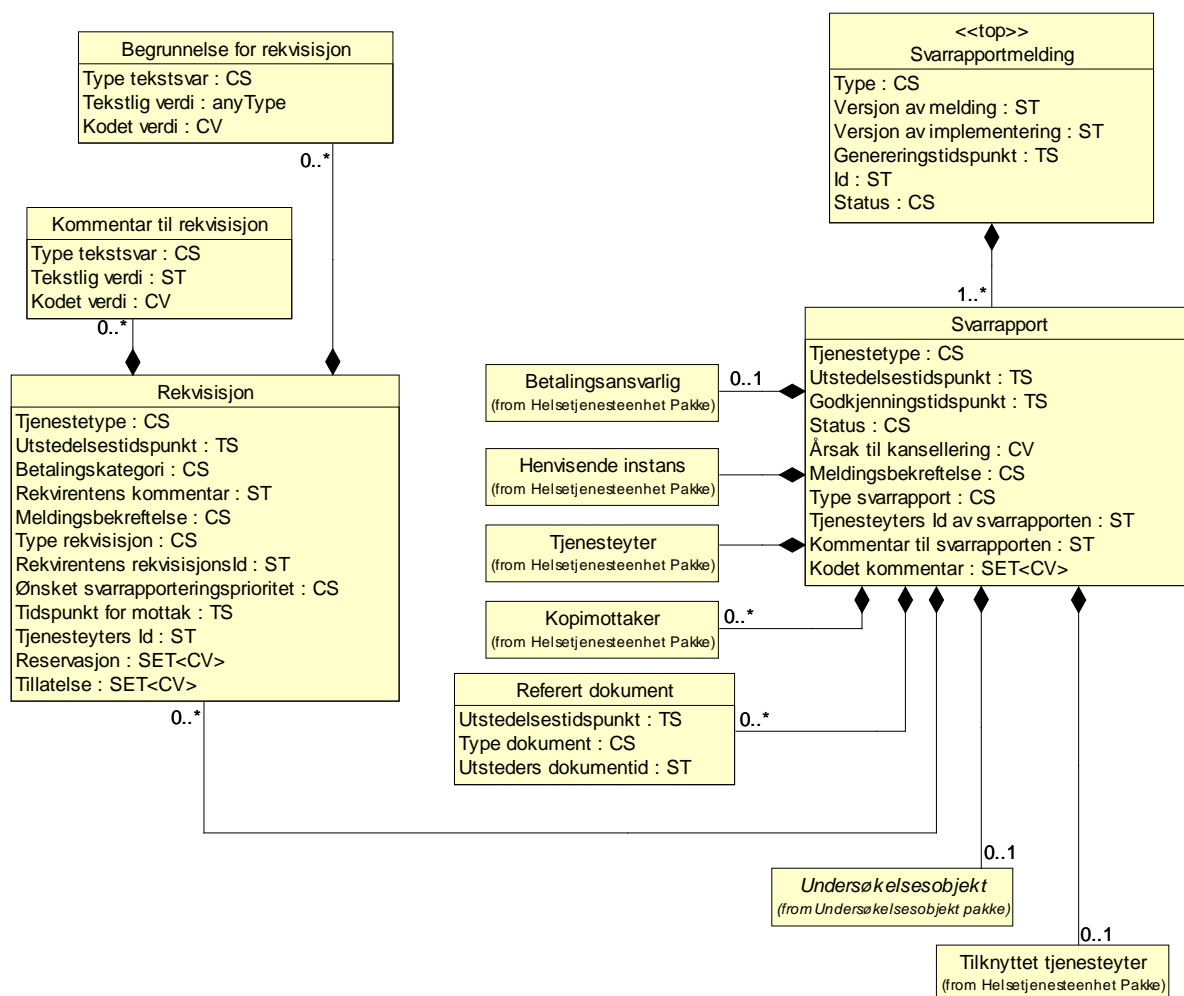 Begrunnelse for rekvisisjon
Type tekstsvar : CS
Tekstlig verdi : anyType
Kodet verdi : CV
0..*
Kommentar til rekvisisjon
Type tekstsvar : CS
Tekstlig verdi : ST
Kodet verdi : CV
0..*
Rekvisisjon
Tjenestetype : CS
Utstedelsestidspunkt : TS
Betalingskategori : CS
Rekvirentens kommentar : ST
Meldingsbekreftelse : CS
Type rekvisisjon : CS
Rekvirentens rekvisisjonsId : ST
Ønsket svarrapporteringsprioritet : CS
Tidspunkt for mottak : TS
Tjenesteyters Id : ST
Reservasjon : SET<CV>
Tillatelse : SET<CV>
0..*
<<top>>
Svarrapportmelding
Type : CS
Versjon av melding : ST
Versjon av implementering : ST
Genereringstidspunkt : TS
Id : ST
Status : CS
1..*
Svarrapport
Tjenestetype : CS
Utstedelsestidspunkt : TS
Godkjenningstidspunkt : TS
Status : CS
Årsak til kansellering : CV
Meldingsbekreftelse : CS
Type svarrapport : CS
Tjenesteyters Id av svarrapporten : ST
Kommentar til svarrapporten : ST
Kodet kommentar : SET<CV>
Betalingsansvarlig
(from Helsetjenesteenhet Pakke)
0..1
Henvisende instans
(from Helsetjenesteenhet Pakke)
Tjenesteyter
(from Helsetjenesteenhet Pakke)
Kopimottaker
(from Helsetjenesteenhet Pakke)
0..*
Referert dokument
Utstedelsestidspunkt : TS
Type dokument : CS
Utsteders dokumentid : ST
0..*
0..1
Undersøkelsesobjekt
(from Undersøkelsesobjekt pakke)
0..1
Tilknyttet tjenesteyter
(from Helsetjenesteenhet Pakke)